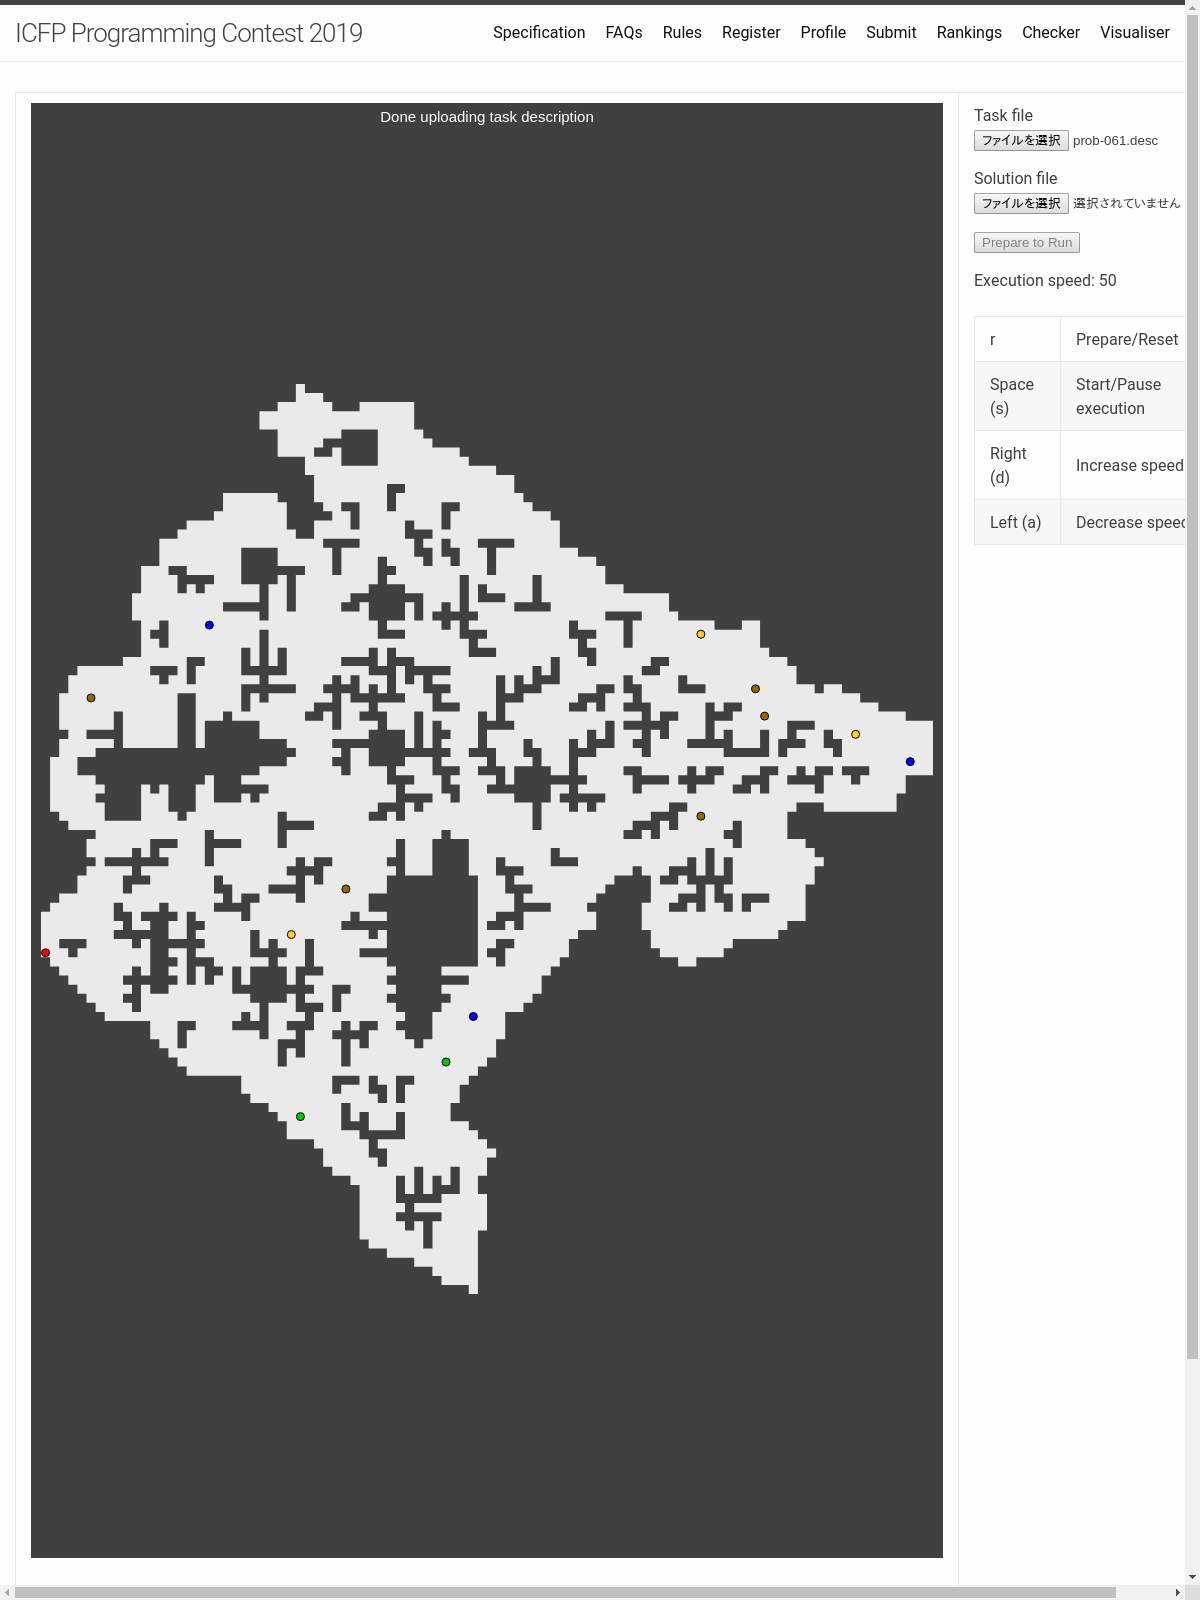 ICFP Programming Contest 2019
Specification FAQs Rules Register Profile Submit Rankings Checker Visualiser
Done uploading task description
Task file
ファイルを選択 prob-061.desc
Solution file
ファイルを選択 選択されていません
Prepare to Run
Execution speed: 50
r Prepare/Reset
Space (s) Start/Pause execution
Right (d) Increase speed
Left (a) Decrease speed